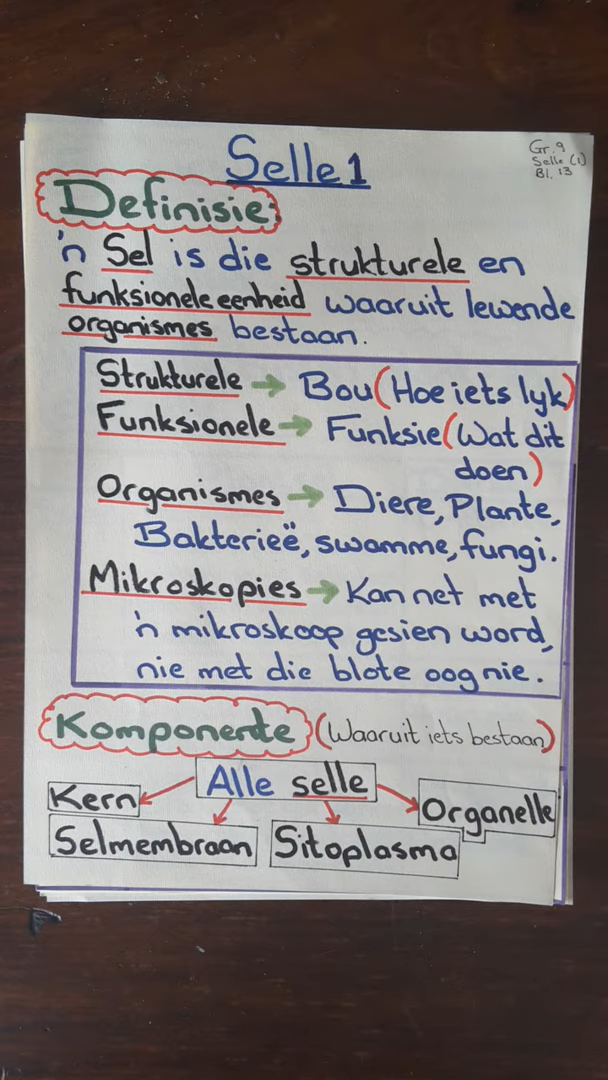 Selle 1
Gr. 9
Selle (1)
Bl. 13
Definisie:
'n Sel is die strukturele en
funksionele eenheid waaruit lewende
organismes bestaan.
Strukturele → Bou (Hoe iets lyk)
Funksionele → Funksie (Wat dit
doen)
Organismes → Diere, Plante,
Bakterieë, swamme, fungi.
Mikroskopies → Kan net met
'n mikroskoop gesien word,
nie met die blote oog nie.
Komponente (Waaruit iets bestaan)
Alle selle
Kern
Organelle
Selmembraan
Sitoplasma